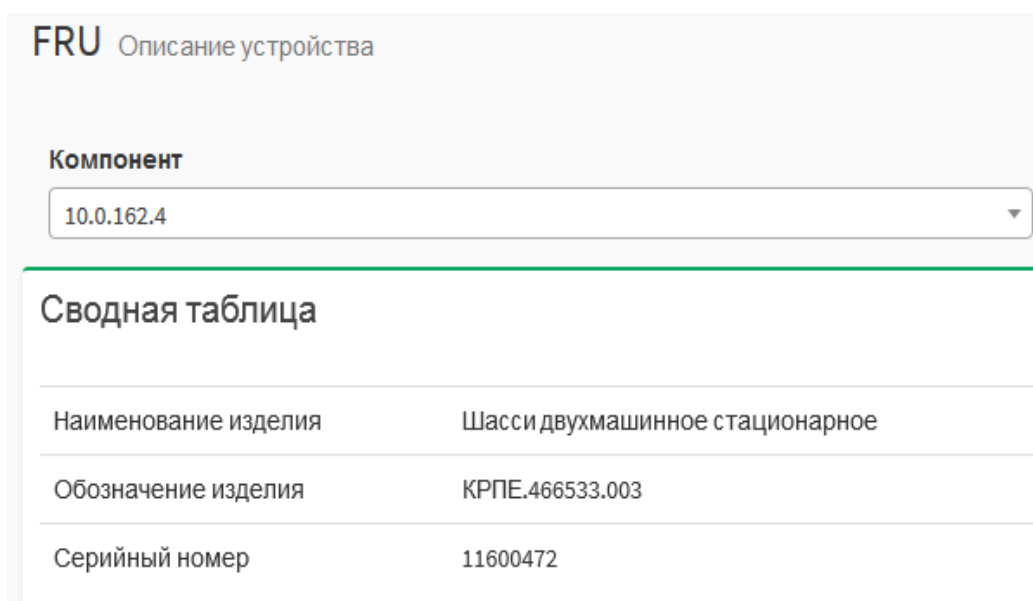 FRU Описание устройства
Компонент
10.0.162.4
Сводная таблица
Наименование изделия Шасси двухмашинное стационарное
Обозначение изделия КРПЕ.466533.003
Серийный номер 11600472